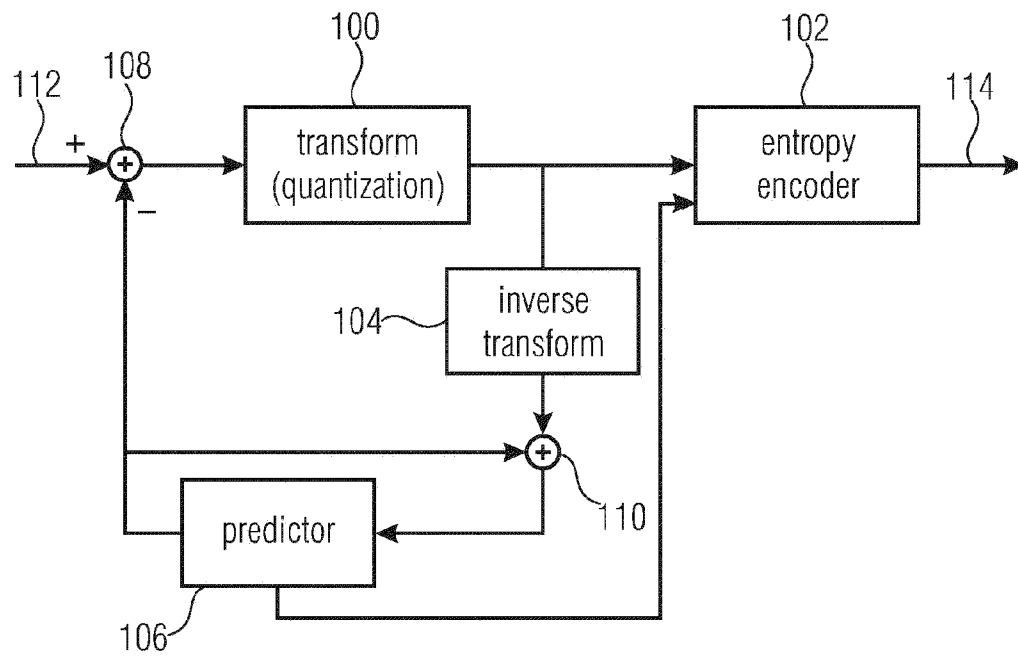 100
102
108
112
114
+
+
transform
(quantization)
entropy
encoder
−
inverse
transform
104
+
110
predictor
106